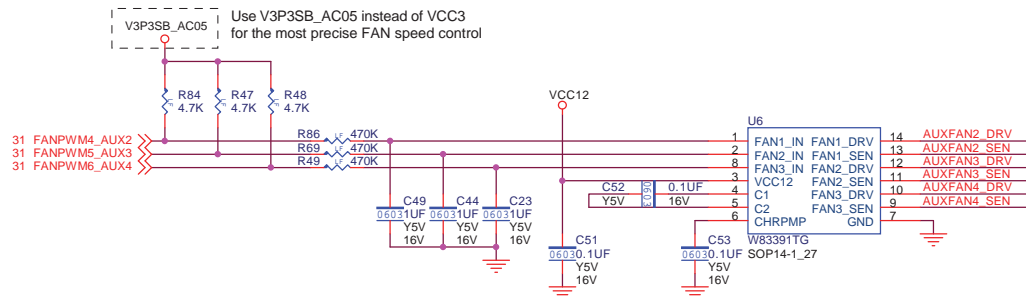 V3P3SB_AC05
Use V3P3SB_AC05 instead of VCC3
for the most precise FAN speed control
R84
4.7K
R47
4.7K
R48
4.7K
VCC12
31 FANPWM4_AUX2
31 FANPWM5_AUX3
31 FANPWM6_AUX4
R86 LF 470K
R69 LF 470K
R49 LF 470K
U6
1 FAN1_IN FAN1_DRV 14 AUXFAN2_DRV
2 FAN2_IN FAN1_SEN 13 AUXFAN2_SEN
8 FAN3_IN FAN2_DRV 12 AUXFAN3_DRV
3 VCC12 FAN2_SEN 11 AUXFAN3_SEN
4 C1 FAN3_DRV 10 AUXFAN4_DRV
5 C2 FAN3_SEN 9 AUXFAN4_SEN
6 CHRPMP GND 7
W83391TG
SOP14-1_27
C52 0603 0.1UF
Y5V 16V
C49
0603 1UF
Y5V
16V
C44
0603 1UF
Y5V
16V
C23
0603 1UF
Y5V
16V
C51
0603 0.1UF
Y5V
16V
C53
0603 0.1UF
Y5V
16V